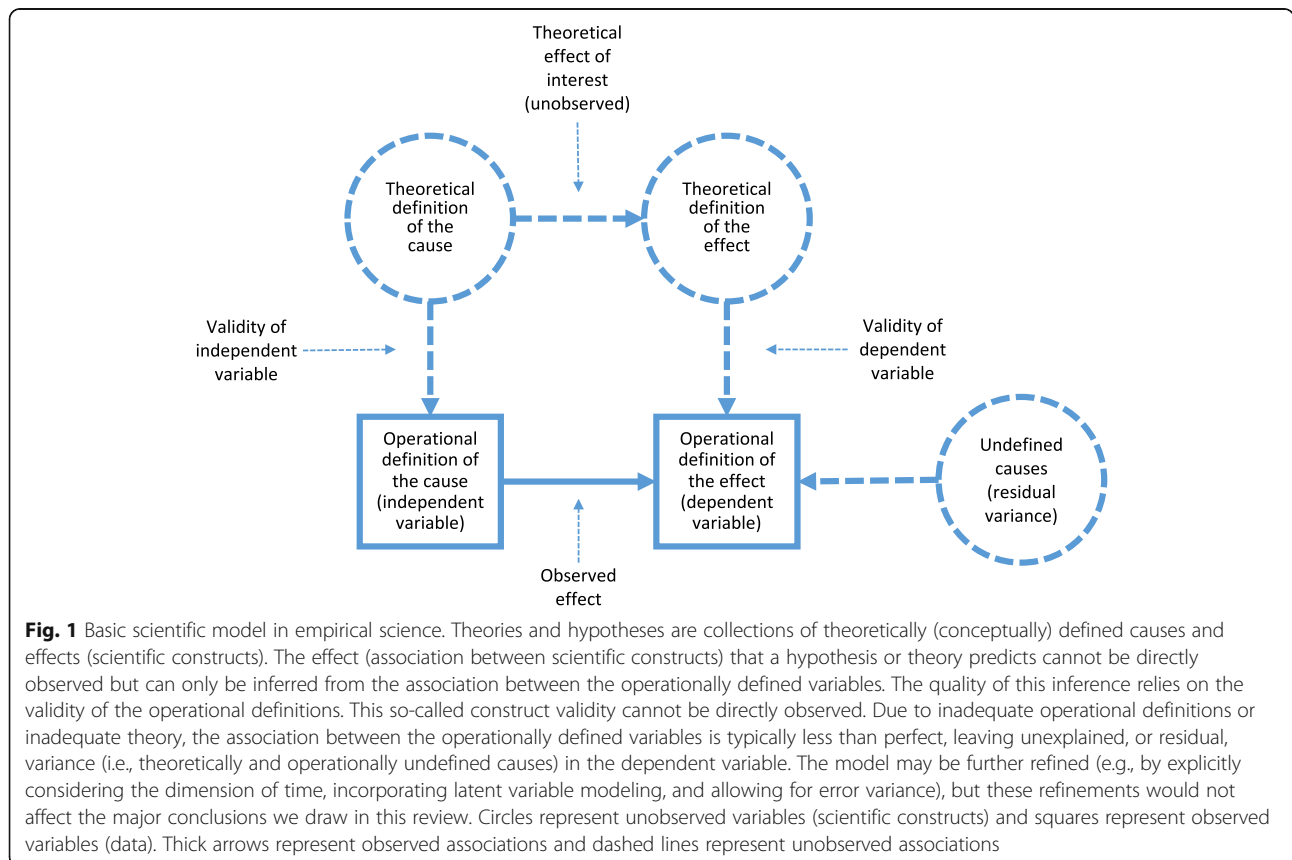 Theoretical
effect of
interest
(unobserved)
Theoretical
definition
of the
cause
Theoretical
definition
of the
effect
Validity of
independent
variable
Validity of
dependent
variable
Operational
definition of
the cause
(independent
variable)
Operational
definition of
the effect
(dependent
variable)
Undefined
causes
(residual
variance)
Observed
effect
Fig. 1 Basic scientific model in empirical science. Theories and hypotheses are collections of theoretically (conceptually) defined causes and
effects (scientific constructs). The effect (association between scientific constructs) that a hypothesis or theory predicts cannot be directly
observed but can only be inferred from the association between the operationally defined variables. The quality of this inference relies on the
validity of the operational definitions. This so-called construct validity cannot be directly observed. Due to inadequate operational definitions or
inadequate theory, the association between the operationally defined variables is typically less than perfect, leaving unexplained, or residual,
variance (i.e., theoretically and operationally undefined causes) in the dependent variable. The model may be further refined (e.g., by explicitly
considering the dimension of time, incorporating latent variable modeling, and allowing for error variance), but these refinements would not
affect the major conclusions we draw in this review. Circles represent unobserved variables (scientific constructs) and squares represent observed
variables (data). Thick arrows represent observed associations and dashed lines represent unobserved associations